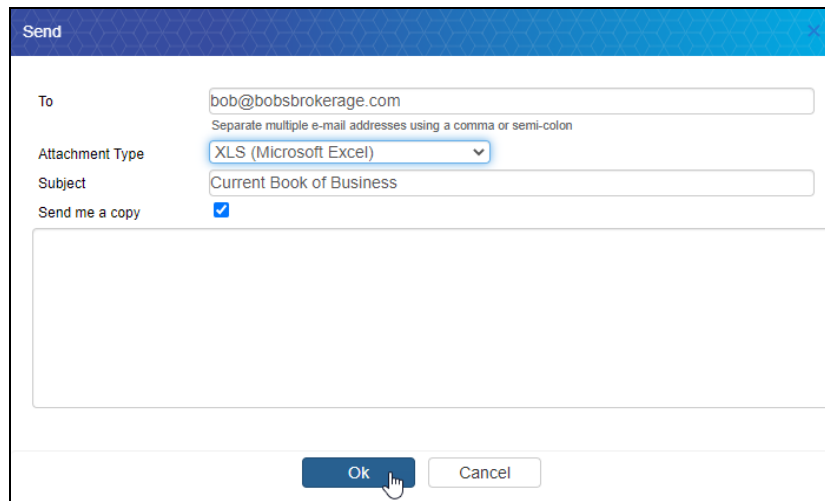 Send
To bob@bobsbrokerage.com
Separate multiple e-mail addresses using a comma or semi-colon
Attachment Type XLS (Microsoft Excel)
Subject Current Book of Business
Send me a copy
Ok Cancel